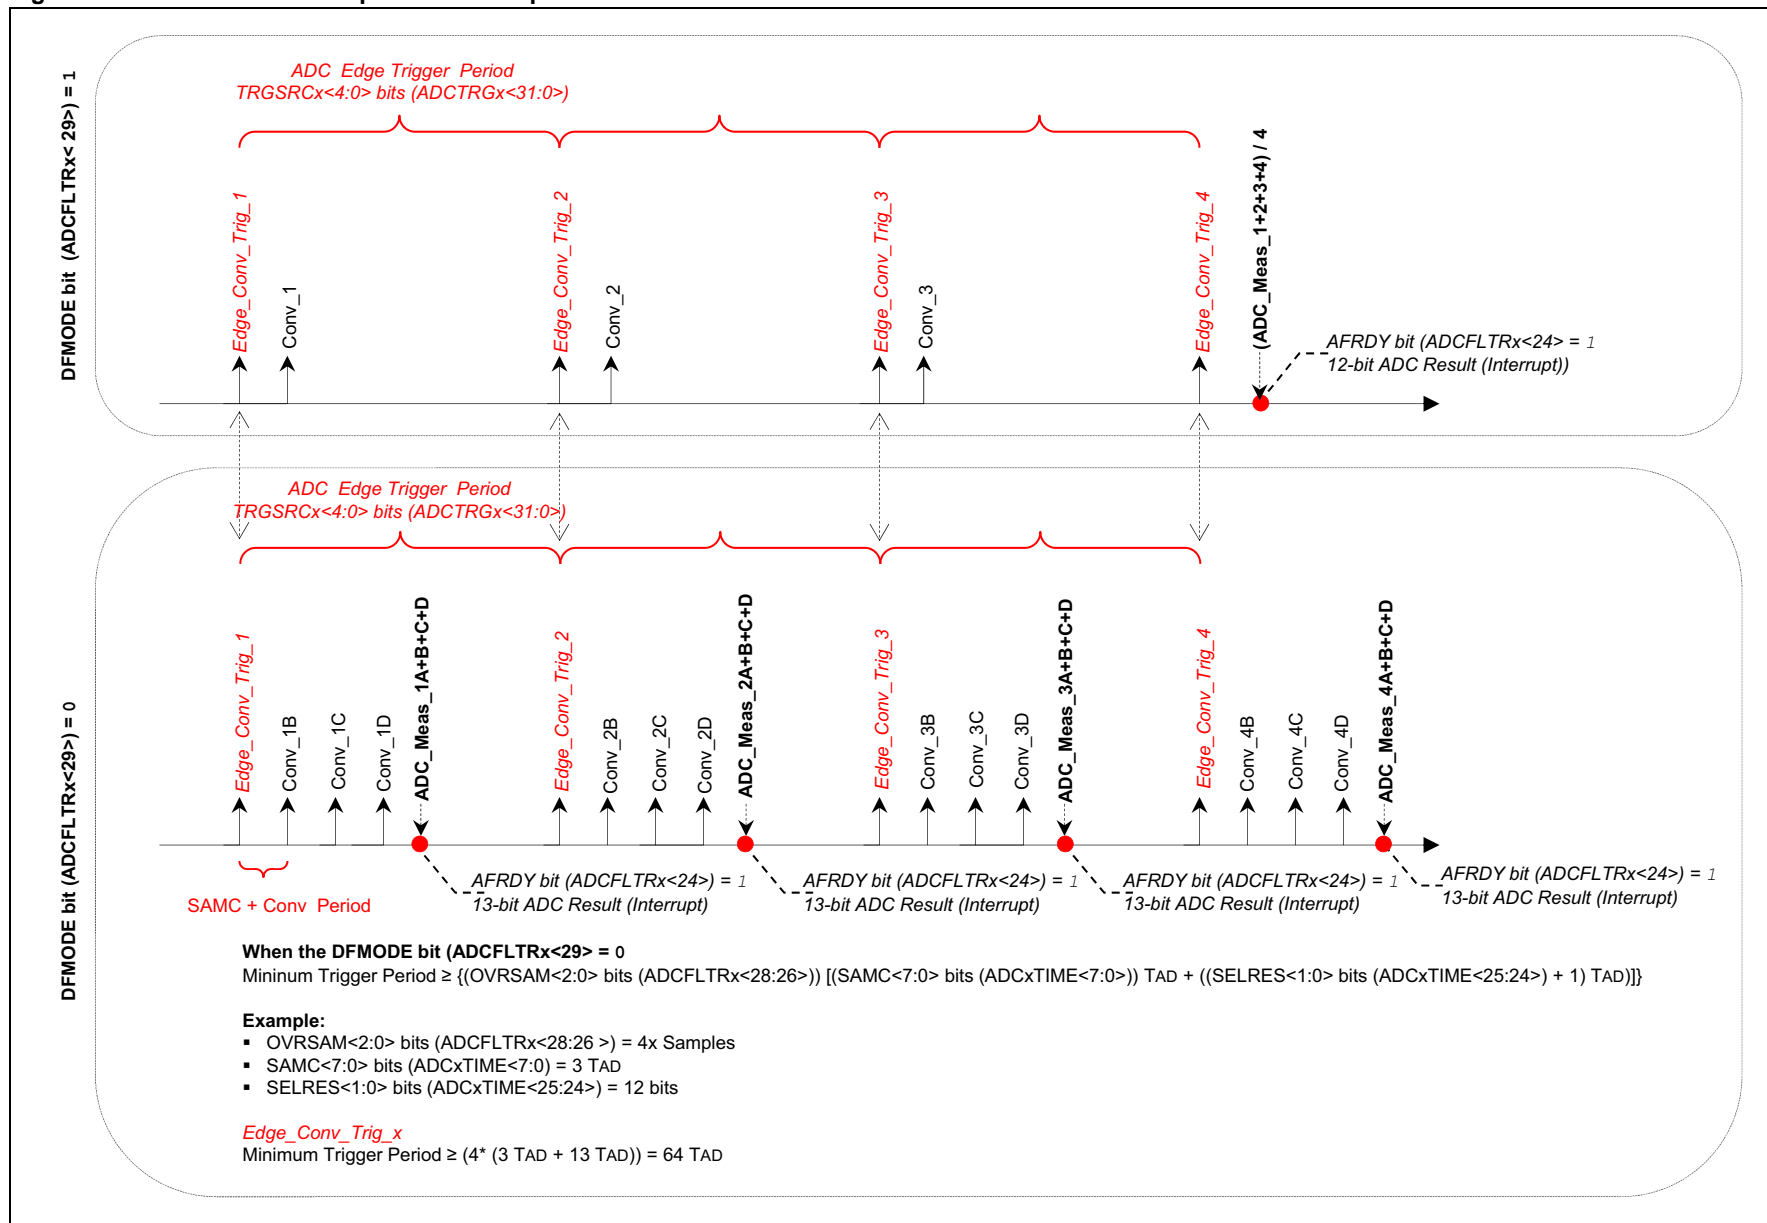 DFMODE bit (ADCFLTRx< 29>) = 1
ADC Edge Trigger Period
TRGSRCx<4:0> bits (ADCTRGx<31:0>)
Edge_Conv_Trig_1
Conv_1
Edge_Conv_Trig_2
Conv_2
Edge_Conv_Trig_3
Conv_3
Edge_Conv_Trig_4
(ADC_Meas_1+2+3+4) / 4
AFRDY bit (ADCFLTRx<24> = 1
12-bit ADC Result (Interrupt))
DFMODE bit (ADCFLTRx<29>) = 0
ADC Edge Trigger Period
TRGSRCx<4:0> bits (ADCTRGx<31:0>)
Edge_Conv_Trig_1
Conv_1B
Conv_1C
Conv_1D
ADC_Meas_1A+B+C+D
Edge_Conv_Trig_2
Conv_2B
Conv_2C
Conv_2D
ADC_Meas_2A+B+C+D
Edge_Conv_Trig_3
Conv_3B
Conv_3C
Conv_3D
ADC_Meas_3A+B+C+D
Edge_Conv_Trig_4
Conv_4B
Conv_4C
Conv_4D
ADC_Meas_4A+B+C+D
SAMC + Conv Period
AFRDY bit (ADCFLTRx<24>) = 1
13-bit ADC Result (Interrupt)
AFRDY bit (ADCFLTRx<24>) = 1
13-bit ADC Result (Interrupt)
AFRDY bit (ADCFLTRx<24>) = 1
13-bit ADC Result (Interrupt)
AFRDY bit (ADCFLTRx<24>) = 1
13-bit ADC Result (Interrupt)
When the DFMODE bit (ADCFLTRx<29> = 0
Mininum Trigger Period ≥ {(OVRSAM<2:0> bits (ADCFLTRx<28:26>)) [(SAMC<7:0> bits (ADCxTIME<7:0>)) TAD + ((SELRES<1:0> bits (ADCxTIME<25:24>) + 1) TAD)]}
Example:
▪ OVRSAM<2:0> bits (ADCFLTRx<28:26 >) = 4x Samples
▪ SAMC<7:0> bits (ADCxTIME<7:0) = 3 TAD
▪ SELRES<1:0> bits (ADCxTIME<25:24>) = 12 bits
Edge_Conv_Trig_x
Minimum Trigger Period ≥ (4* (3 TAD + 13 TAD)) = 64 TAD